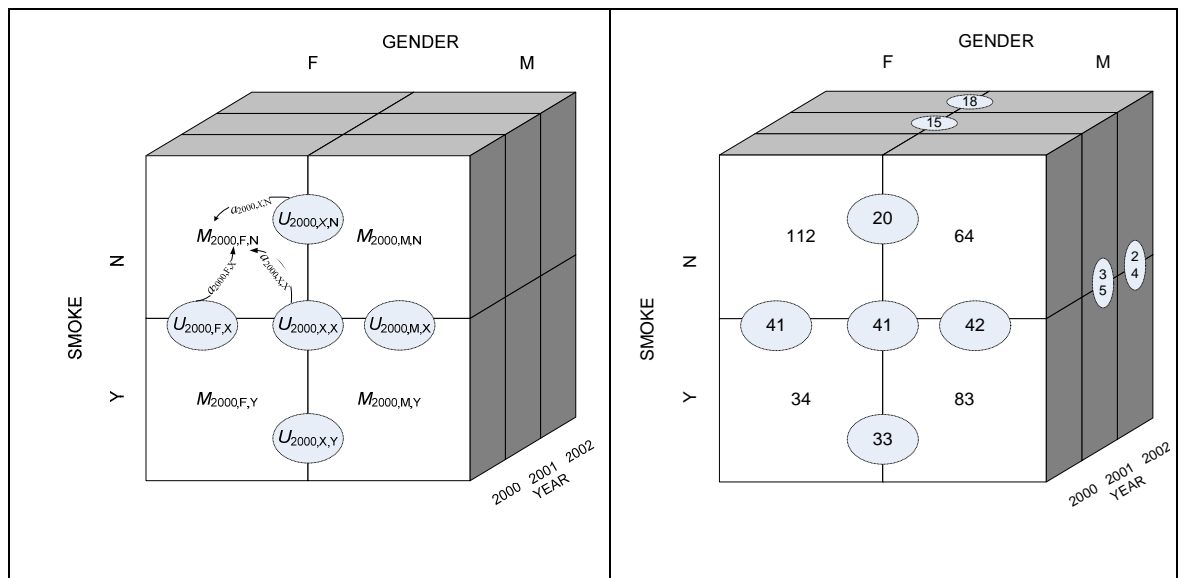 GENDER
F M
a2000,X,N
U2000,X,N
M2000,F,N M2000,M,N
a2000,F,X a2000,X,X
N
SMOKE
U2000,F,X U2000,X,X U2000,M,X
Y
M2000,F,Y M2000,M,Y
U2000,X,Y
2000 2001 2002
YEAR
GENDER
F M
18
15
20
112 64
N
3 5
2 4
SMOKE
41 41 42
Y
34 83
33
2000 2001 2002
YEAR